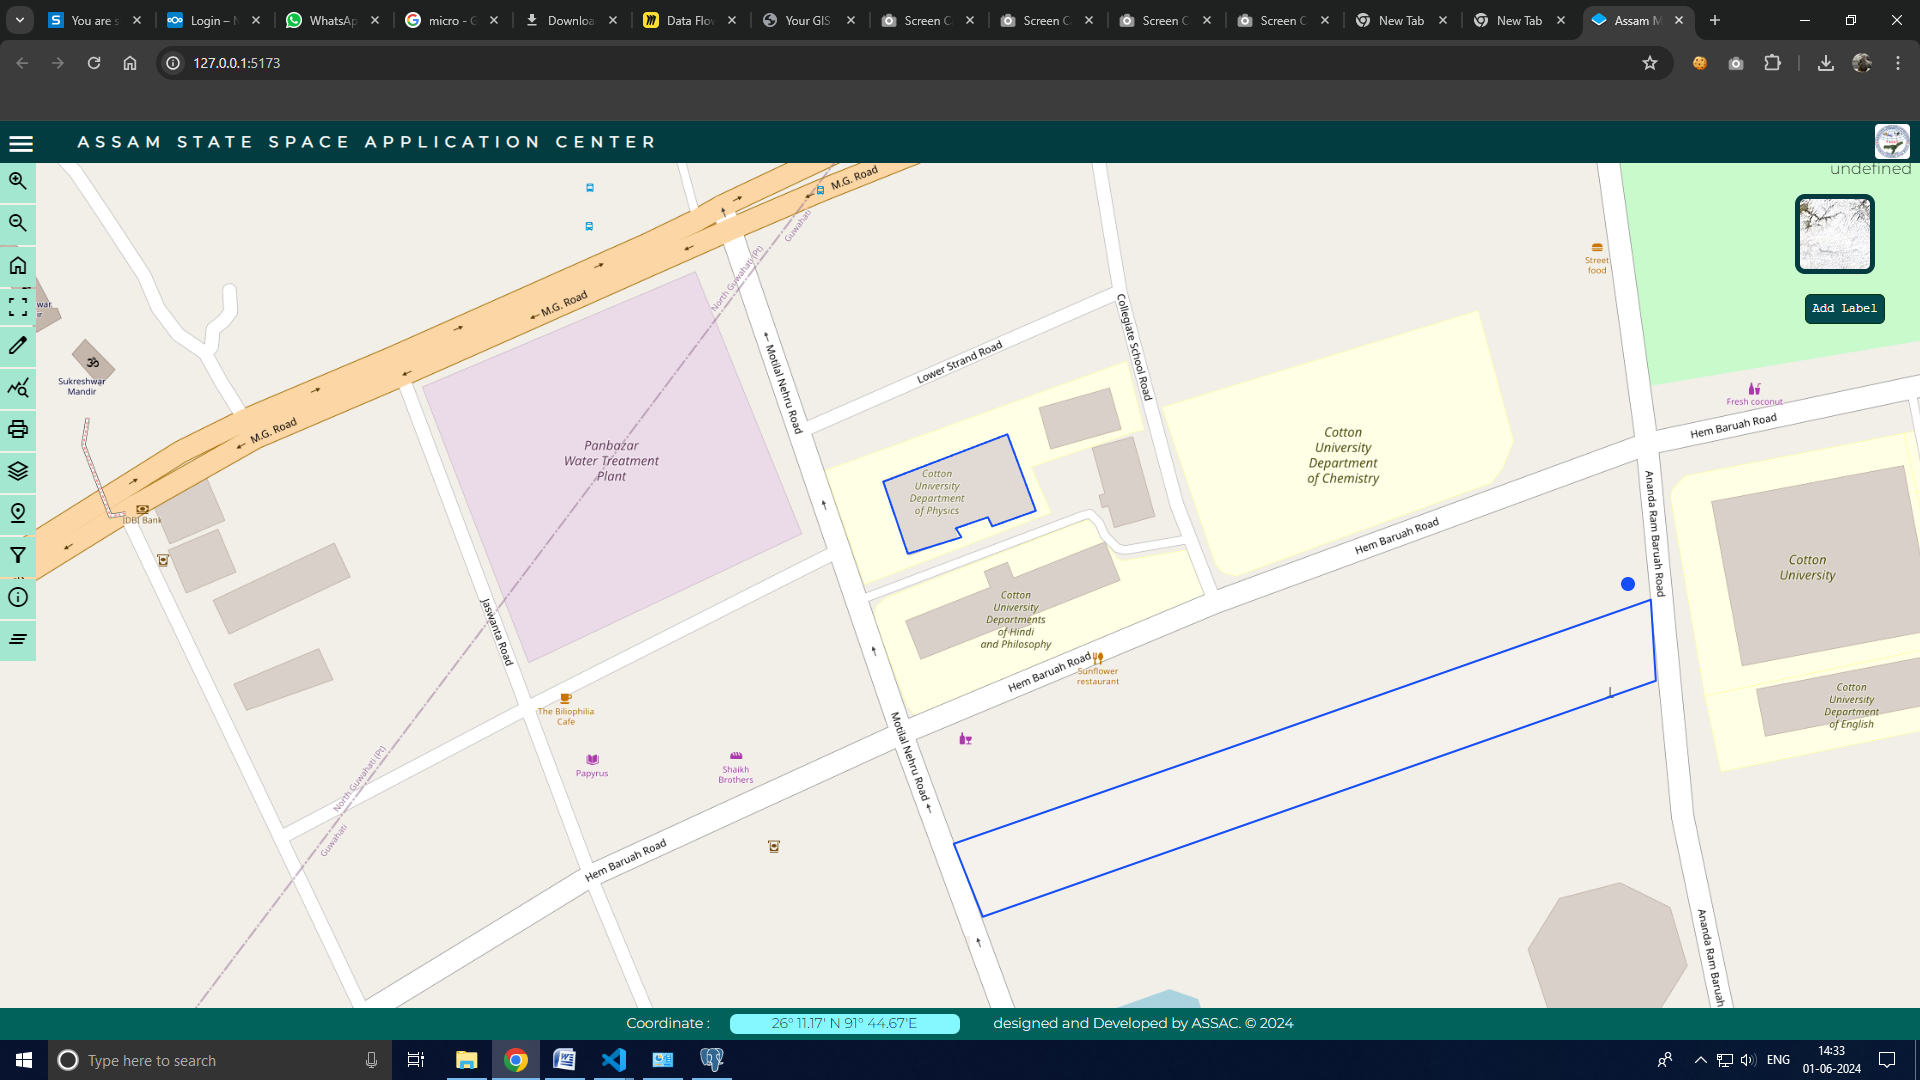 You are s
Login – N
WhatsAp
micro - G
Downloa
Data Flow
Your GIS
Screen C
Screen C
Screen C
Screen C
New Tab
New Tab
Assam M
127.0.0.1:5173
ASSAM STATE SPACE APPLICATION CENTER
undefined
M.G. Road
Guwahati
North Guwahati (Pt)
Street
food
Add Label
M.G. Road
Collegiate School Road
Motilal Nehru Road
Lower Strand Road
Sukreshwar
Mandir
Fresh coconut
Hem Baruah Road
M.G. Road
Panbazar
Water Treatment
Plant
Cotton
University
Department
of Chemistry
Cotton
University
Department
of Physics
IDBI Bank
Hem Baruah Road
Ananda Ram Baruah Road
Cotton
University
Cotton
University
Departments
of Hindi
and Philosophy
Jaswanta Road
Hem Baruah Road
Sunflower
restaurant
Cotton
University
Department
of English
The Biliophilia
Cafe
Motilal Nehru Road
Papyrus
Shaikh
Brothers
North Guwahati (Pt)
Guwahati
Hem Baruah Road
Ananda Ram Baruah
Coordinate :
26° 11.17' N 91° 44.67'E
designed and Developed by ASSAC. © 2024
Type here to search
ENG
14:33
01-06-2024